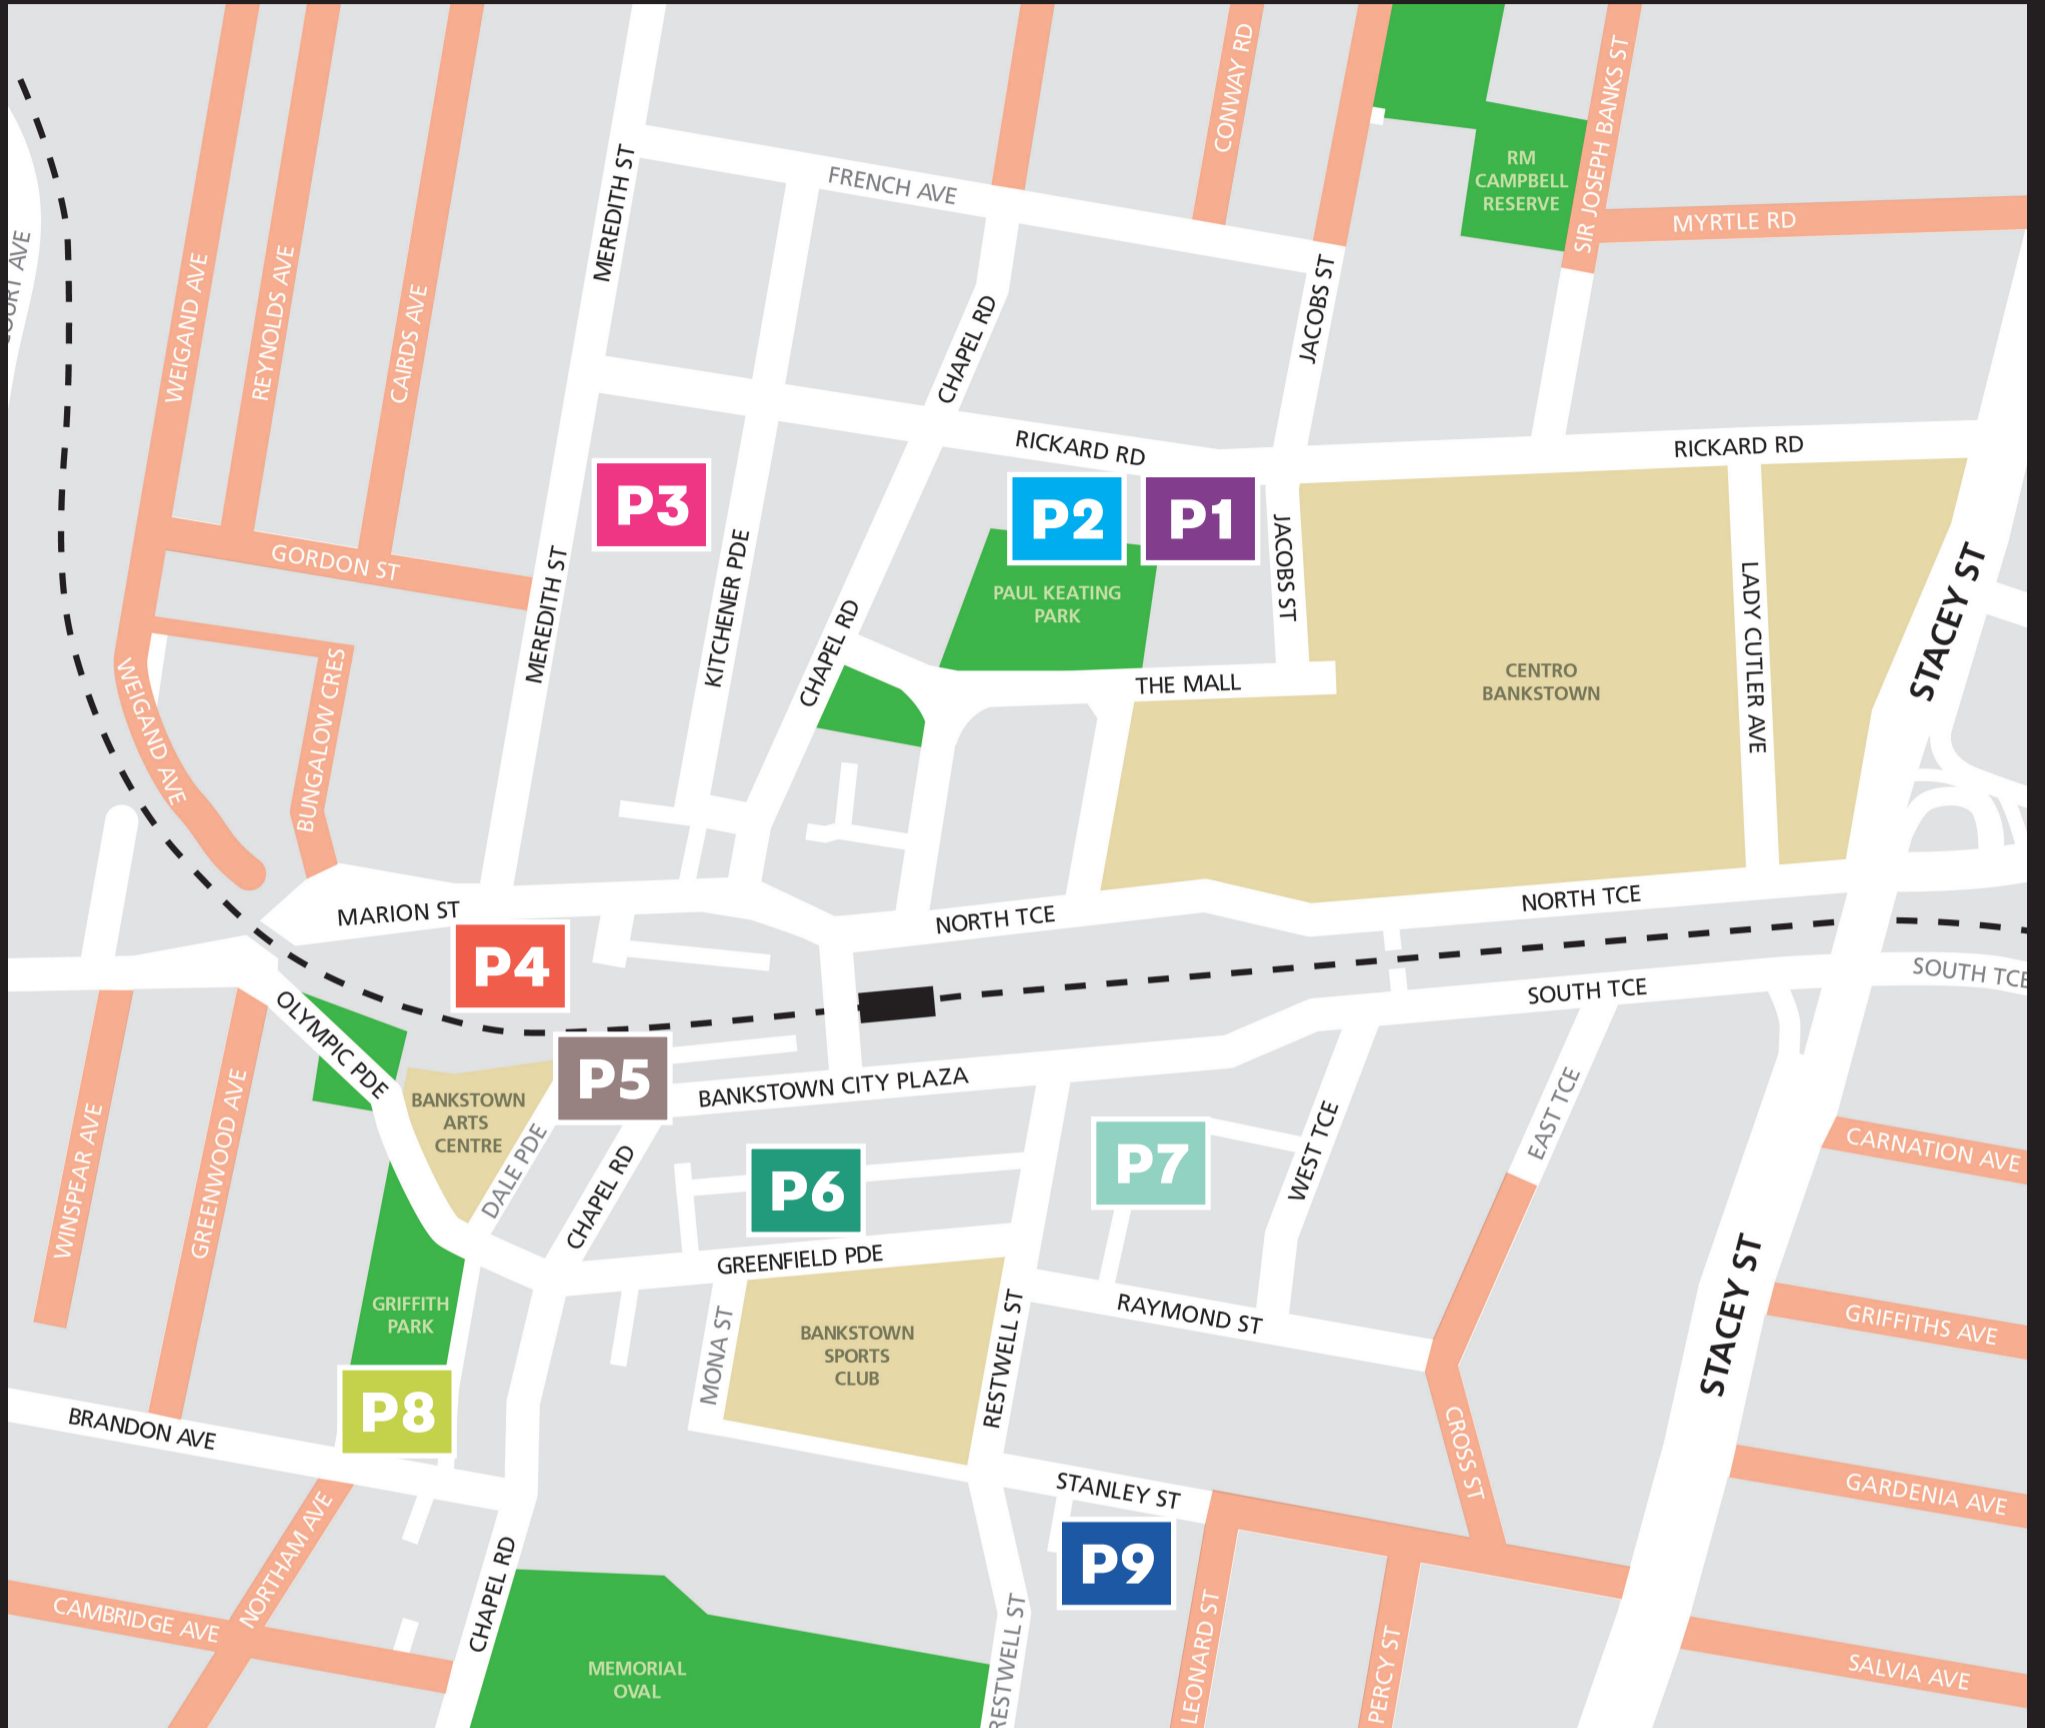 CONWAY RD
SIR JOSEPH BANKS ST
RM
CAMPBELL
RESERVE
MYRTLE RD
FRENCH AVE
MEREDITH ST
COURT AVE
WEIGAND AVE
REYNOLDS AVE
CAIRDS AVE
CHAPEL RD
JACOBS ST
RICKARD RD
RICKARD RD
P3
P2
P1
GORDON ST
MEREDITH ST
KITCHENER PDE
CHAPEL RD
PAUL KEATING
PARK
JACOBS ST
THE MALL
CENTRO
BANKSTOWN
LADY CUTLER AVE
STACEY ST
WEIGAND AVE
BUNGALOW CRES
MARION ST
NORTH TCE
NORTH TCE
P4
SOUTH TCE
SOUTH TCE
OLYMPIC PDE
P5
BANKSTOWN CITY PLAZA
BANKSTOWN
ARTS
CENTRE
DALE PDE
CHAPEL RD
WINSPEAR AVE
GREENWOOD AVE
P6
P7
WEST TCE
EAST TCE
CARNATION AVE
GREENFIELD PDE
GRIFFITH
PARK
MONA ST
BANKSTOWN
SPORTS
CLUB
RESTWELL ST
RAYMOND ST
STACEY ST
GRIFFITHS AVE
P8
BRANDON AVE
CROSS ST
STANLEY ST
GARDENIA AVE
NORTHAM AVE
CHAPEL RD
P9
CAMBRIDGE AVE
MEMORIAL
OVAL
RESTWELL ST
LEONARD ST
PERCY ST
SALVIA AVE